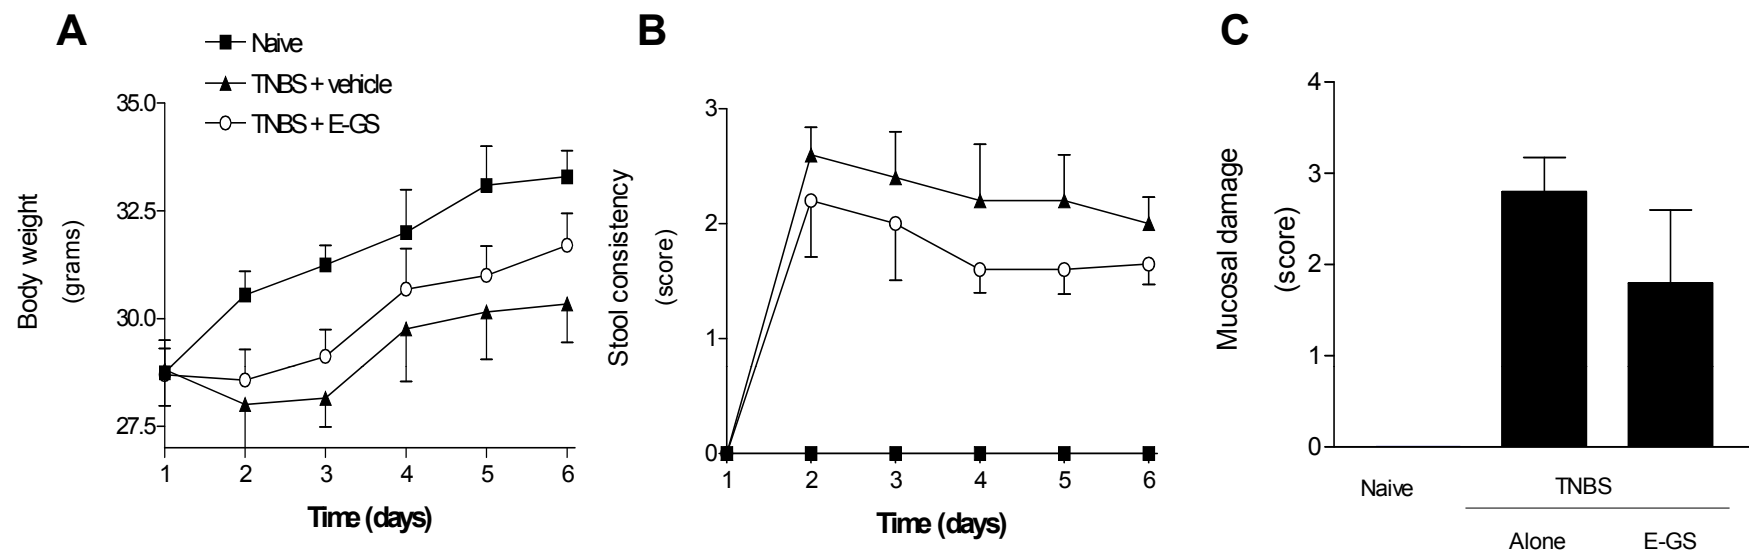 A
Naive
TNBS + vehicle
TNBS + E-GS
35.0
32.5
30.0
27.5
Body weight
(grams)
1 2 3 4 5 6
Time (days)
B
3
2
1
0
Stool consistency
(score)
1 2 3 4 5 6
Time (days)
C
4
3
2
1
0
Mucosal damage
(score)
Naive TNBS
Alone E-GS